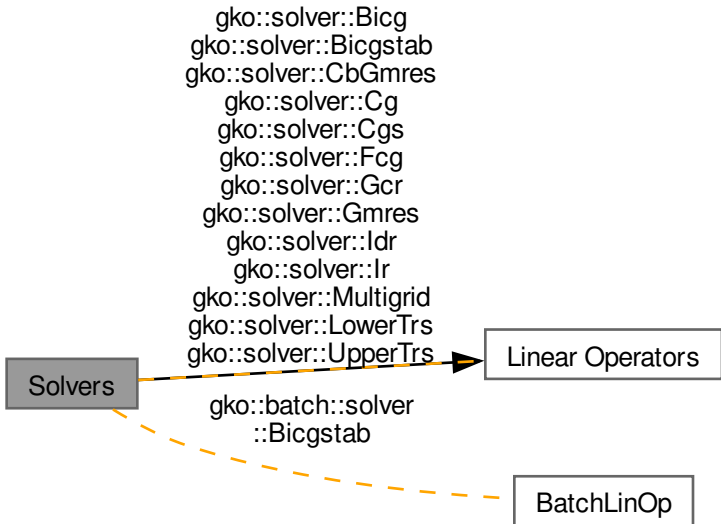 gko::solver::Bicg
gko::solver::Bicgstab
gko::solver::CbGmres
gko::solver::Cg
gko::solver::Cgs
gko::solver::Fcg
gko::solver::Gcr
gko::solver::Gmres
gko::solver::Idr
gko::solver::Ir
gko::solver::Multigrid
gko::solver::LowerTrs
gko::solver::UpperTrs
Linear Operators
Solvers
gko::batch::solver
::Bicgstab
BatchLinOp